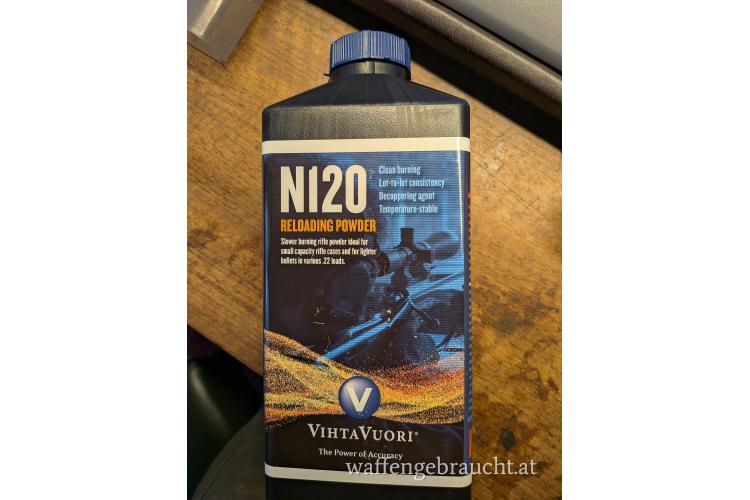 N120
RELOADING POWDER
Slower burning rifle powder ideal for
small capacity rifle cases and for lighter
bullets in various .22 loads.
Clean burning
Lot-to-lot consistency
Decoppering agent
Temperature-stable
V
VIHTAVUORI®
The Power of Accuracy
waffengebraucht.at